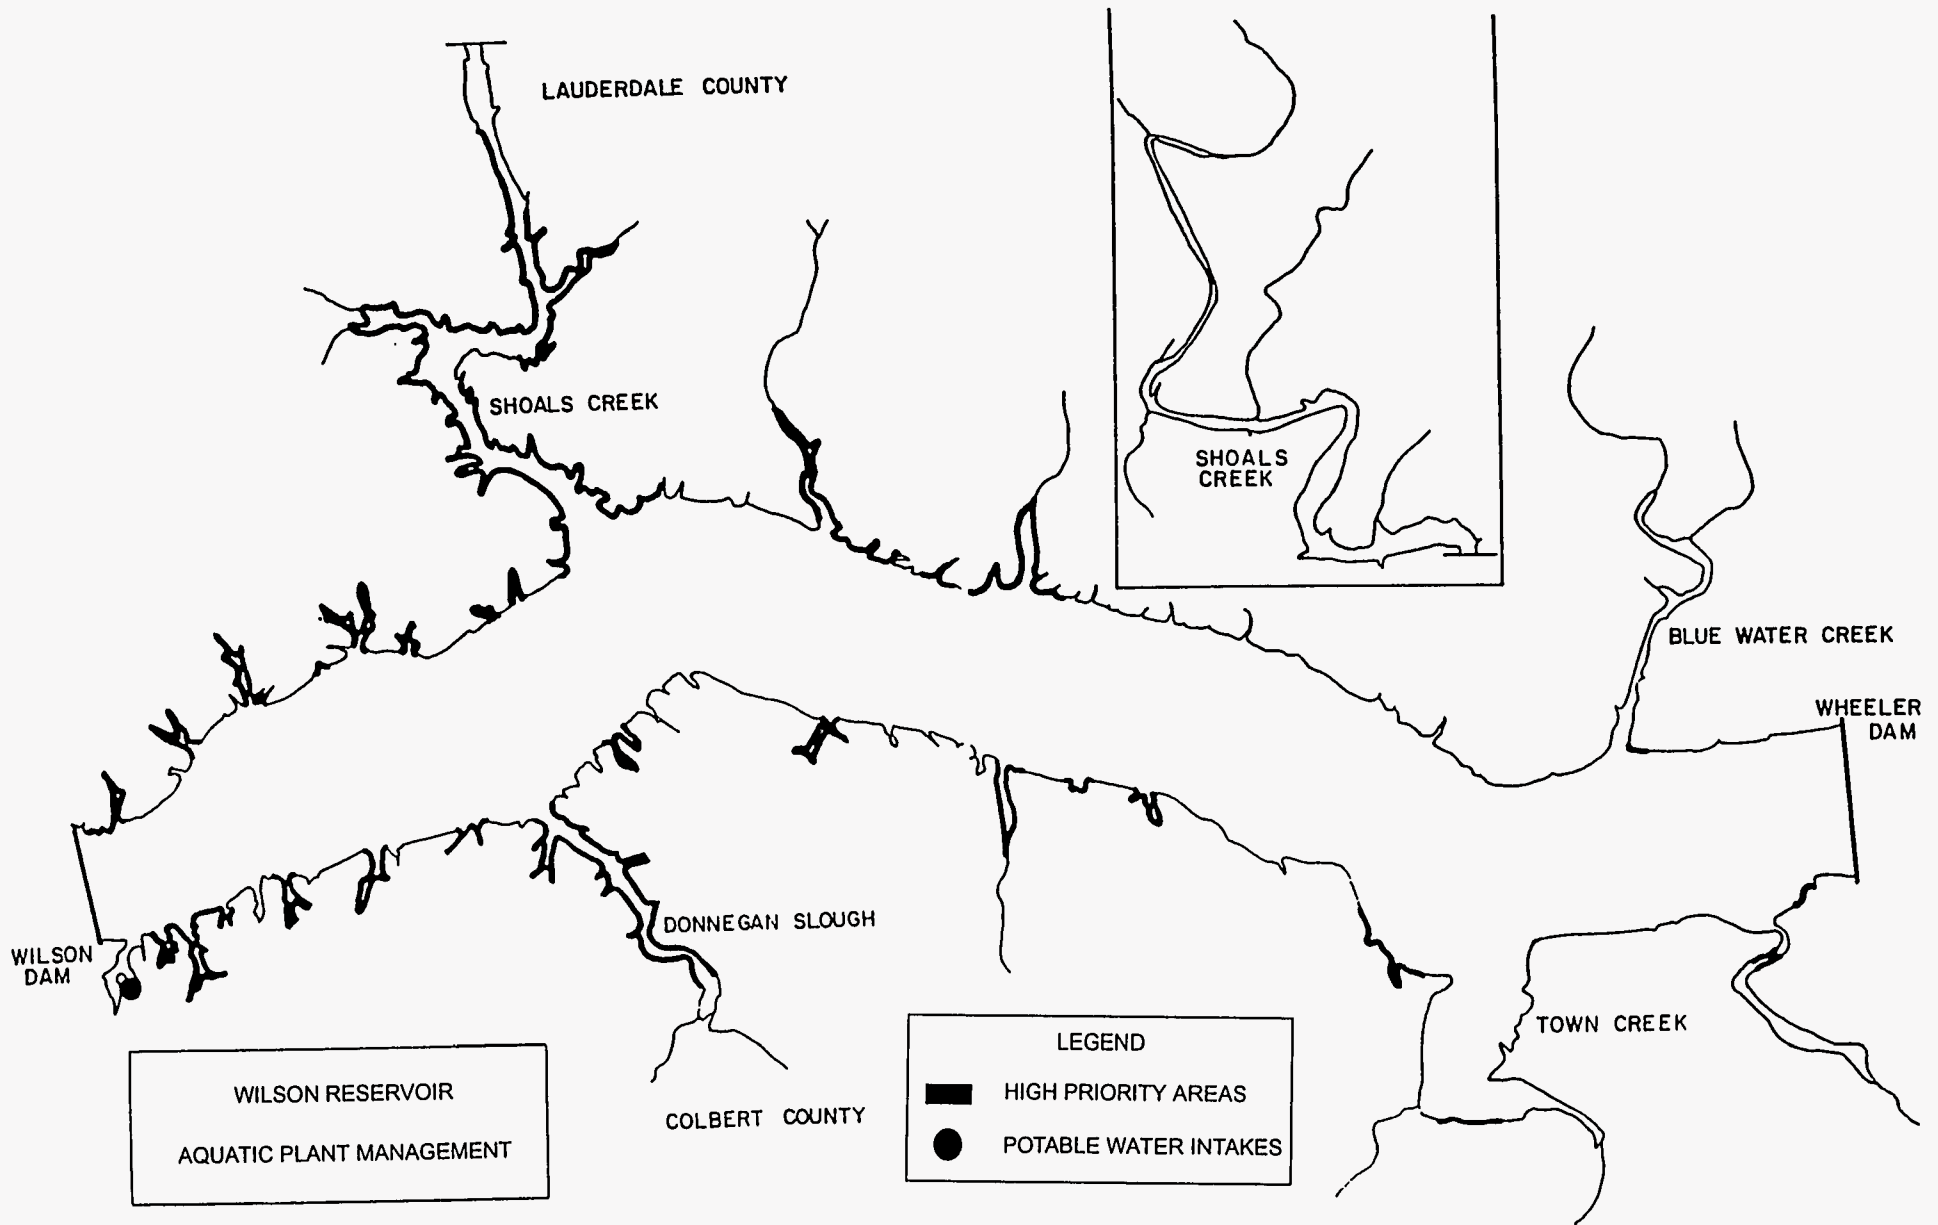 LAUDERDALE COUNTY
SHOALS CREEK
SHOALS
CREEK
BLUE WATER CREEK
WHEELER
DAM
DONNEGAN SLOUGH
WILSON
DAM
TOWN CREEK
COLBERT COUNTY
WILSON RESERVOIR
AQUATIC PLANT MANAGEMENT
LEGEND
HIGH PRIORITY AREAS
POTABLE WATER INTAKES